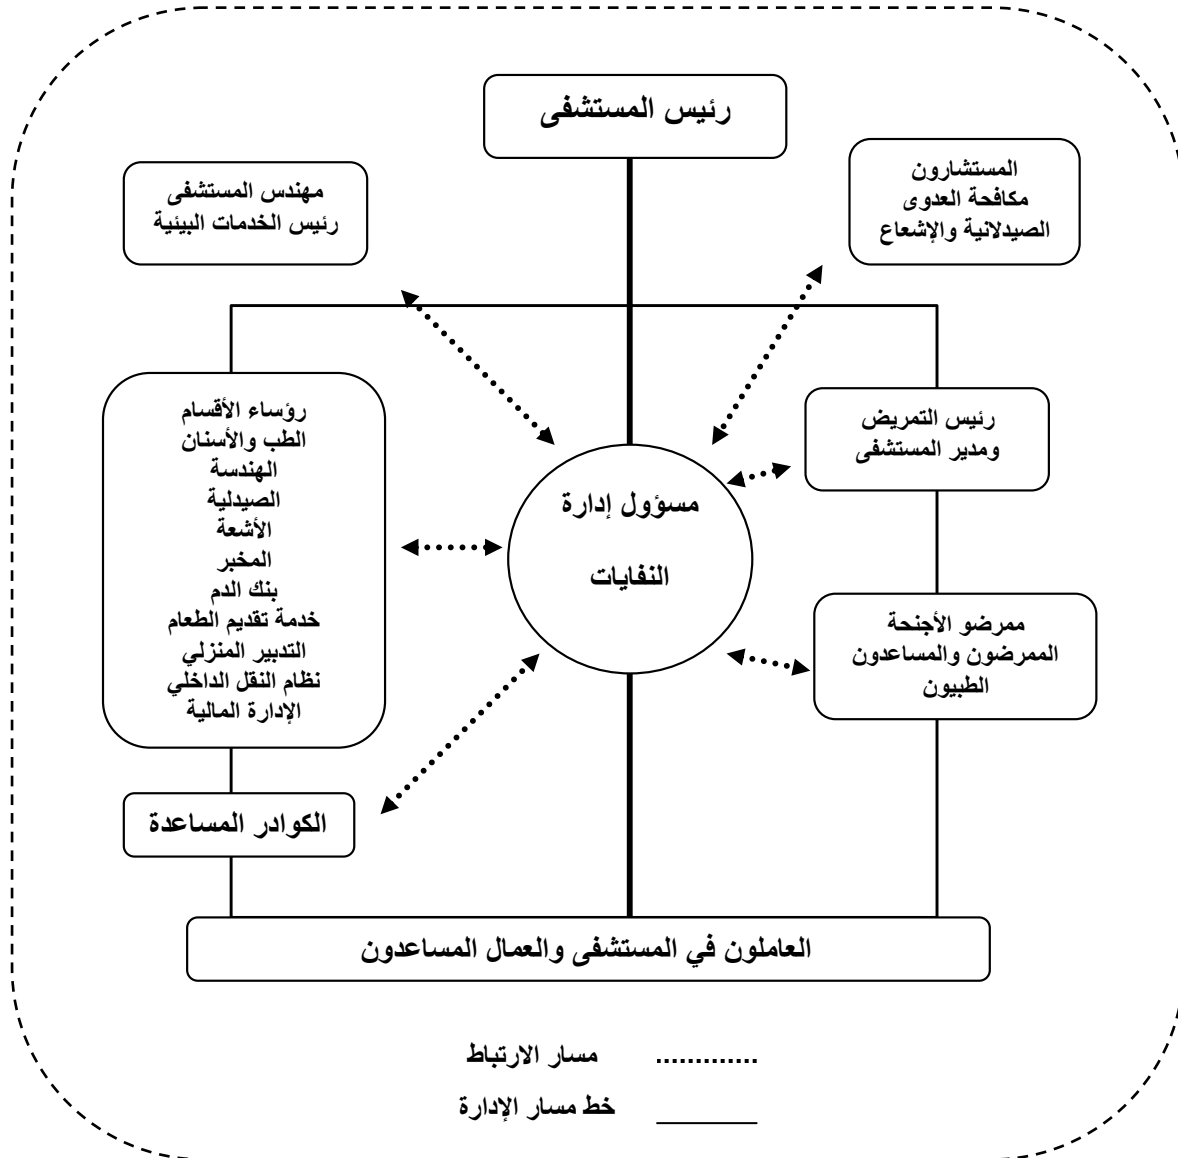 رئيس المستشفى
المستشارون
مكافحة العدوى
الصيدلانية والإشعاع
مهندس المستشفى
رئيس الخدمات البيئية
رئيس التمريض
ومدير المستشفى
مسؤول إدارة
النفايات
رؤساء الأقسام
الطب والأسنان
الهندسة
الصيدلية
الأشعة
المخبر
بنك الدم
خدمة تقديم الطعام
التدبير المنزلي
نظام النقل الداخلي
الإدارة المالية
ممرضو الأجنحة
الممرضون والمساعدون
الطبيون
الكوادر المساعدة
العاملون في المستشفى والعمال المساعدون
مسار الارتباط
خط مسار الإدارة